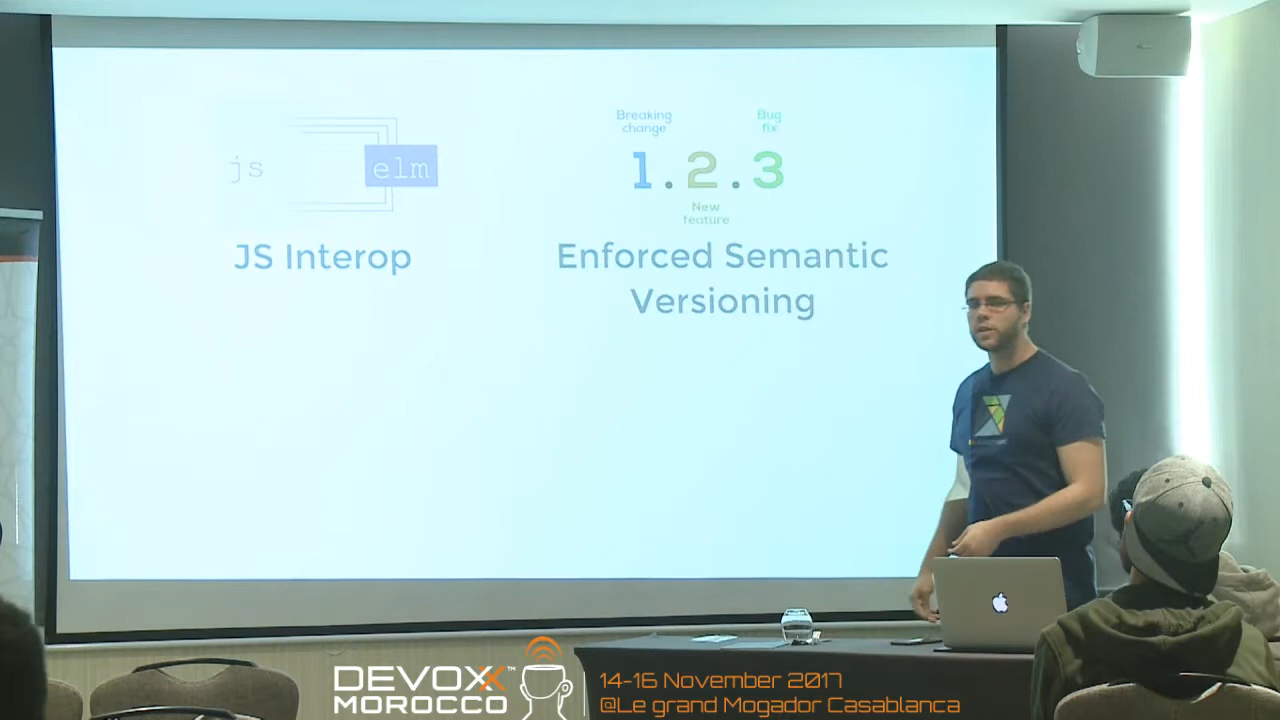 js
elm
JS Interop
Breaking
change
Bug
fix
1.2.3
New
feature
Enforced Semantic
Versioning
DEVOXX™
MOROCCO
14-16 November 2017
@Le grand Mogador Casablanca